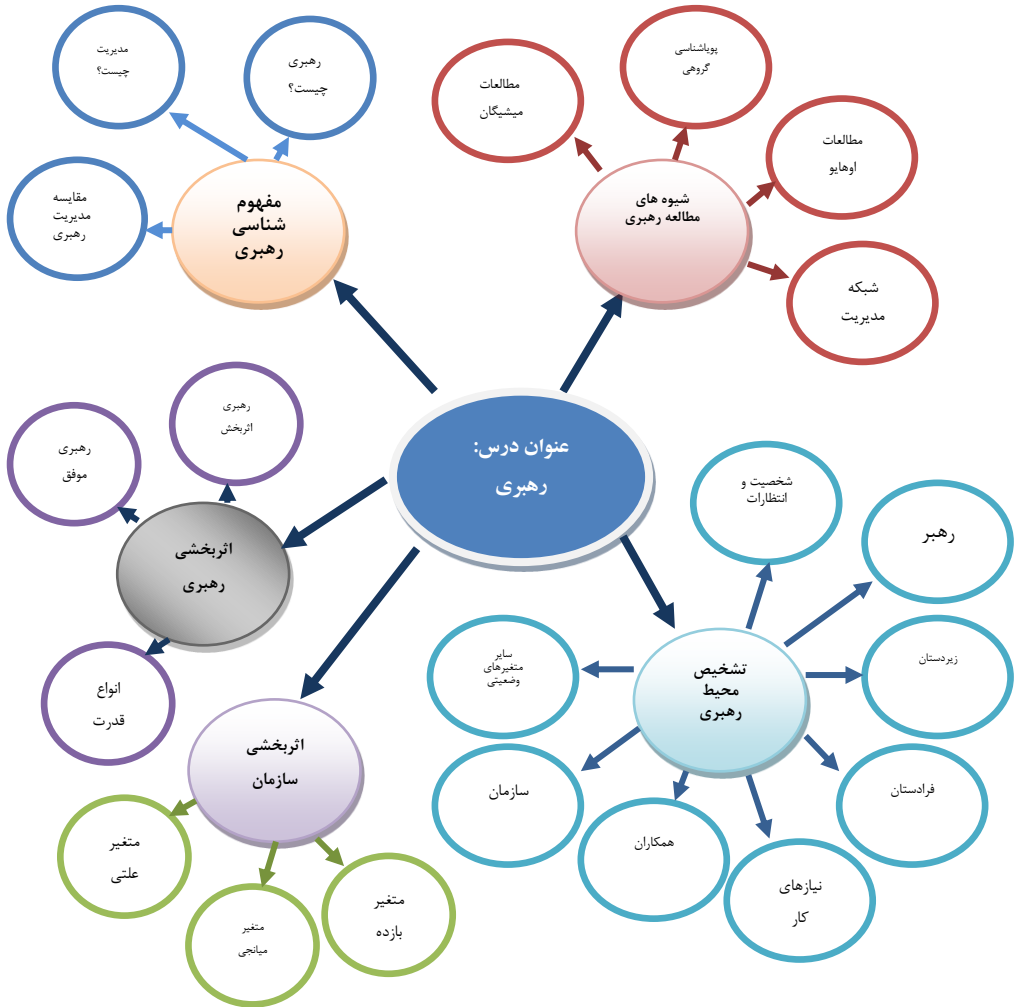 عنوان درس:
رهبری
مفهوم
شناسی
رهبری
رهبری
چیست؟
مدیریت
چیست؟
مقایسه
مدیریت
رهبری
شیوه های
مطالعه رهبری
مطالعات
میشیگان
پویاشناسی
گروهی
مطالعات
اوهایو
شبکه
مدیریت
اثربخشی
رهبری
رهبری
اثربخش
رهبری
موفق
انواع
قدرت
اثربخشی
سازمان
متغیر
علتی
متغیر
میانجی
متغیر
بازده
تشخیص
محیط
رهبری
شخصیت و
انتظارات
رهبر
زیردستان
فرادستان
نیازهای
کار
همکاران
سازمان
سایر
متغیرهای
وضعیتی